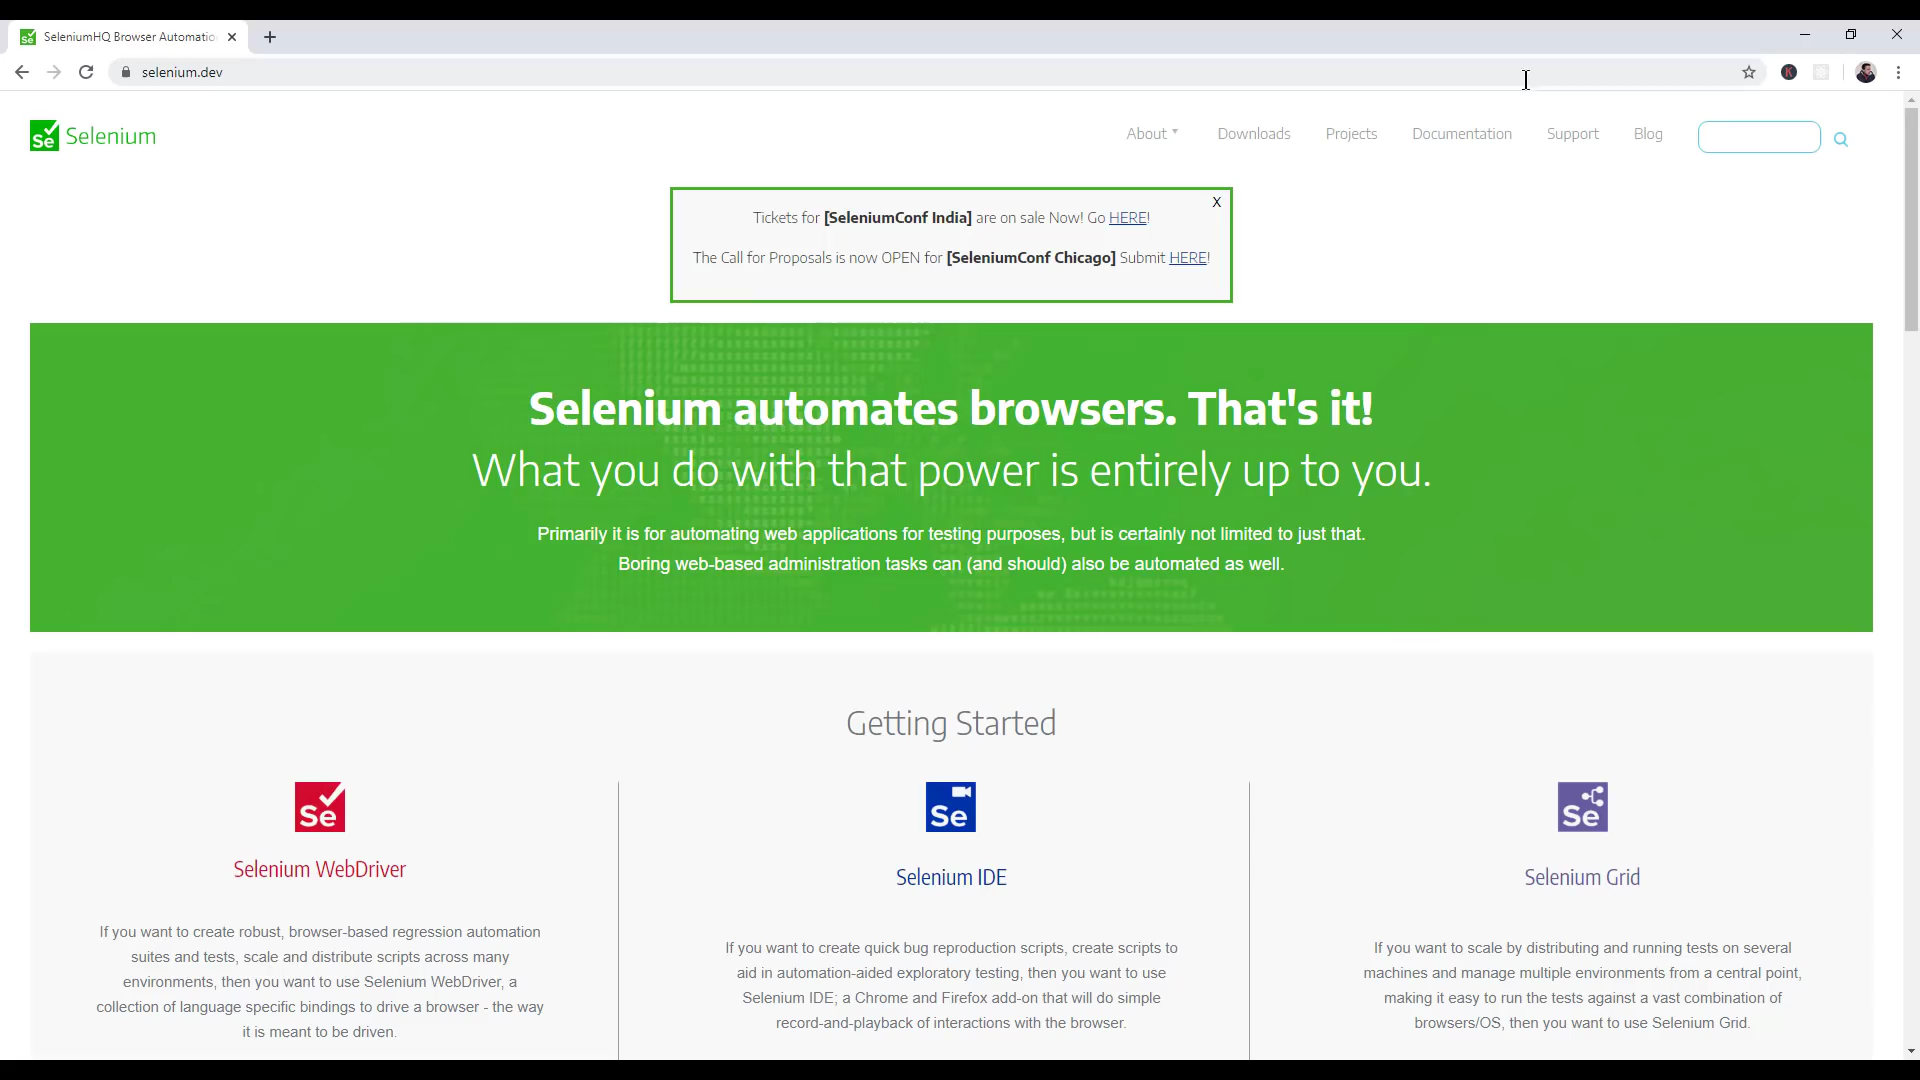 SeleniumHQ Browser Automatio
selenium.dev
Se Selenium
About Downloads Projects Documentation Support Blog
X
Tickets for [SeleniumConf India] are on sale Now! Go HERE!
The Call for Proposals is now OPEN for [SeleniumConf Chicago] Submit HERE!
Selenium automates browsers. That's it!
What you do with that power is entirely up to you.
Primarily it is for automating web applications for testing purposes, but is certainly not limited to just that.
Boring web-based administration tasks can (and should) also be automated as well.
Getting Started
Se
Selenium WebDriver
If you want to create robust, browser-based regression automation
suites and tests, scale and distribute scripts across many
environments, then you want to use Selenium WebDriver, a
collection of language specific bindings to drive a browser - the way
it is meant to be driven.
Se
Selenium IDE
If you want to create quick bug reproduction scripts, create scripts to
aid in automation-aided exploratory testing, then you want to use
Selenium IDE; a Chrome and Firefox add-on that will do simple
record-and-playback of interactions with the browser.
Se
Selenium Grid
If you want to scale by distributing and running tests on several
machines and manage multiple environments from a central point,
making it easy to run the tests against a vast combination of
browsers/OS, then you want to use Selenium Grid.